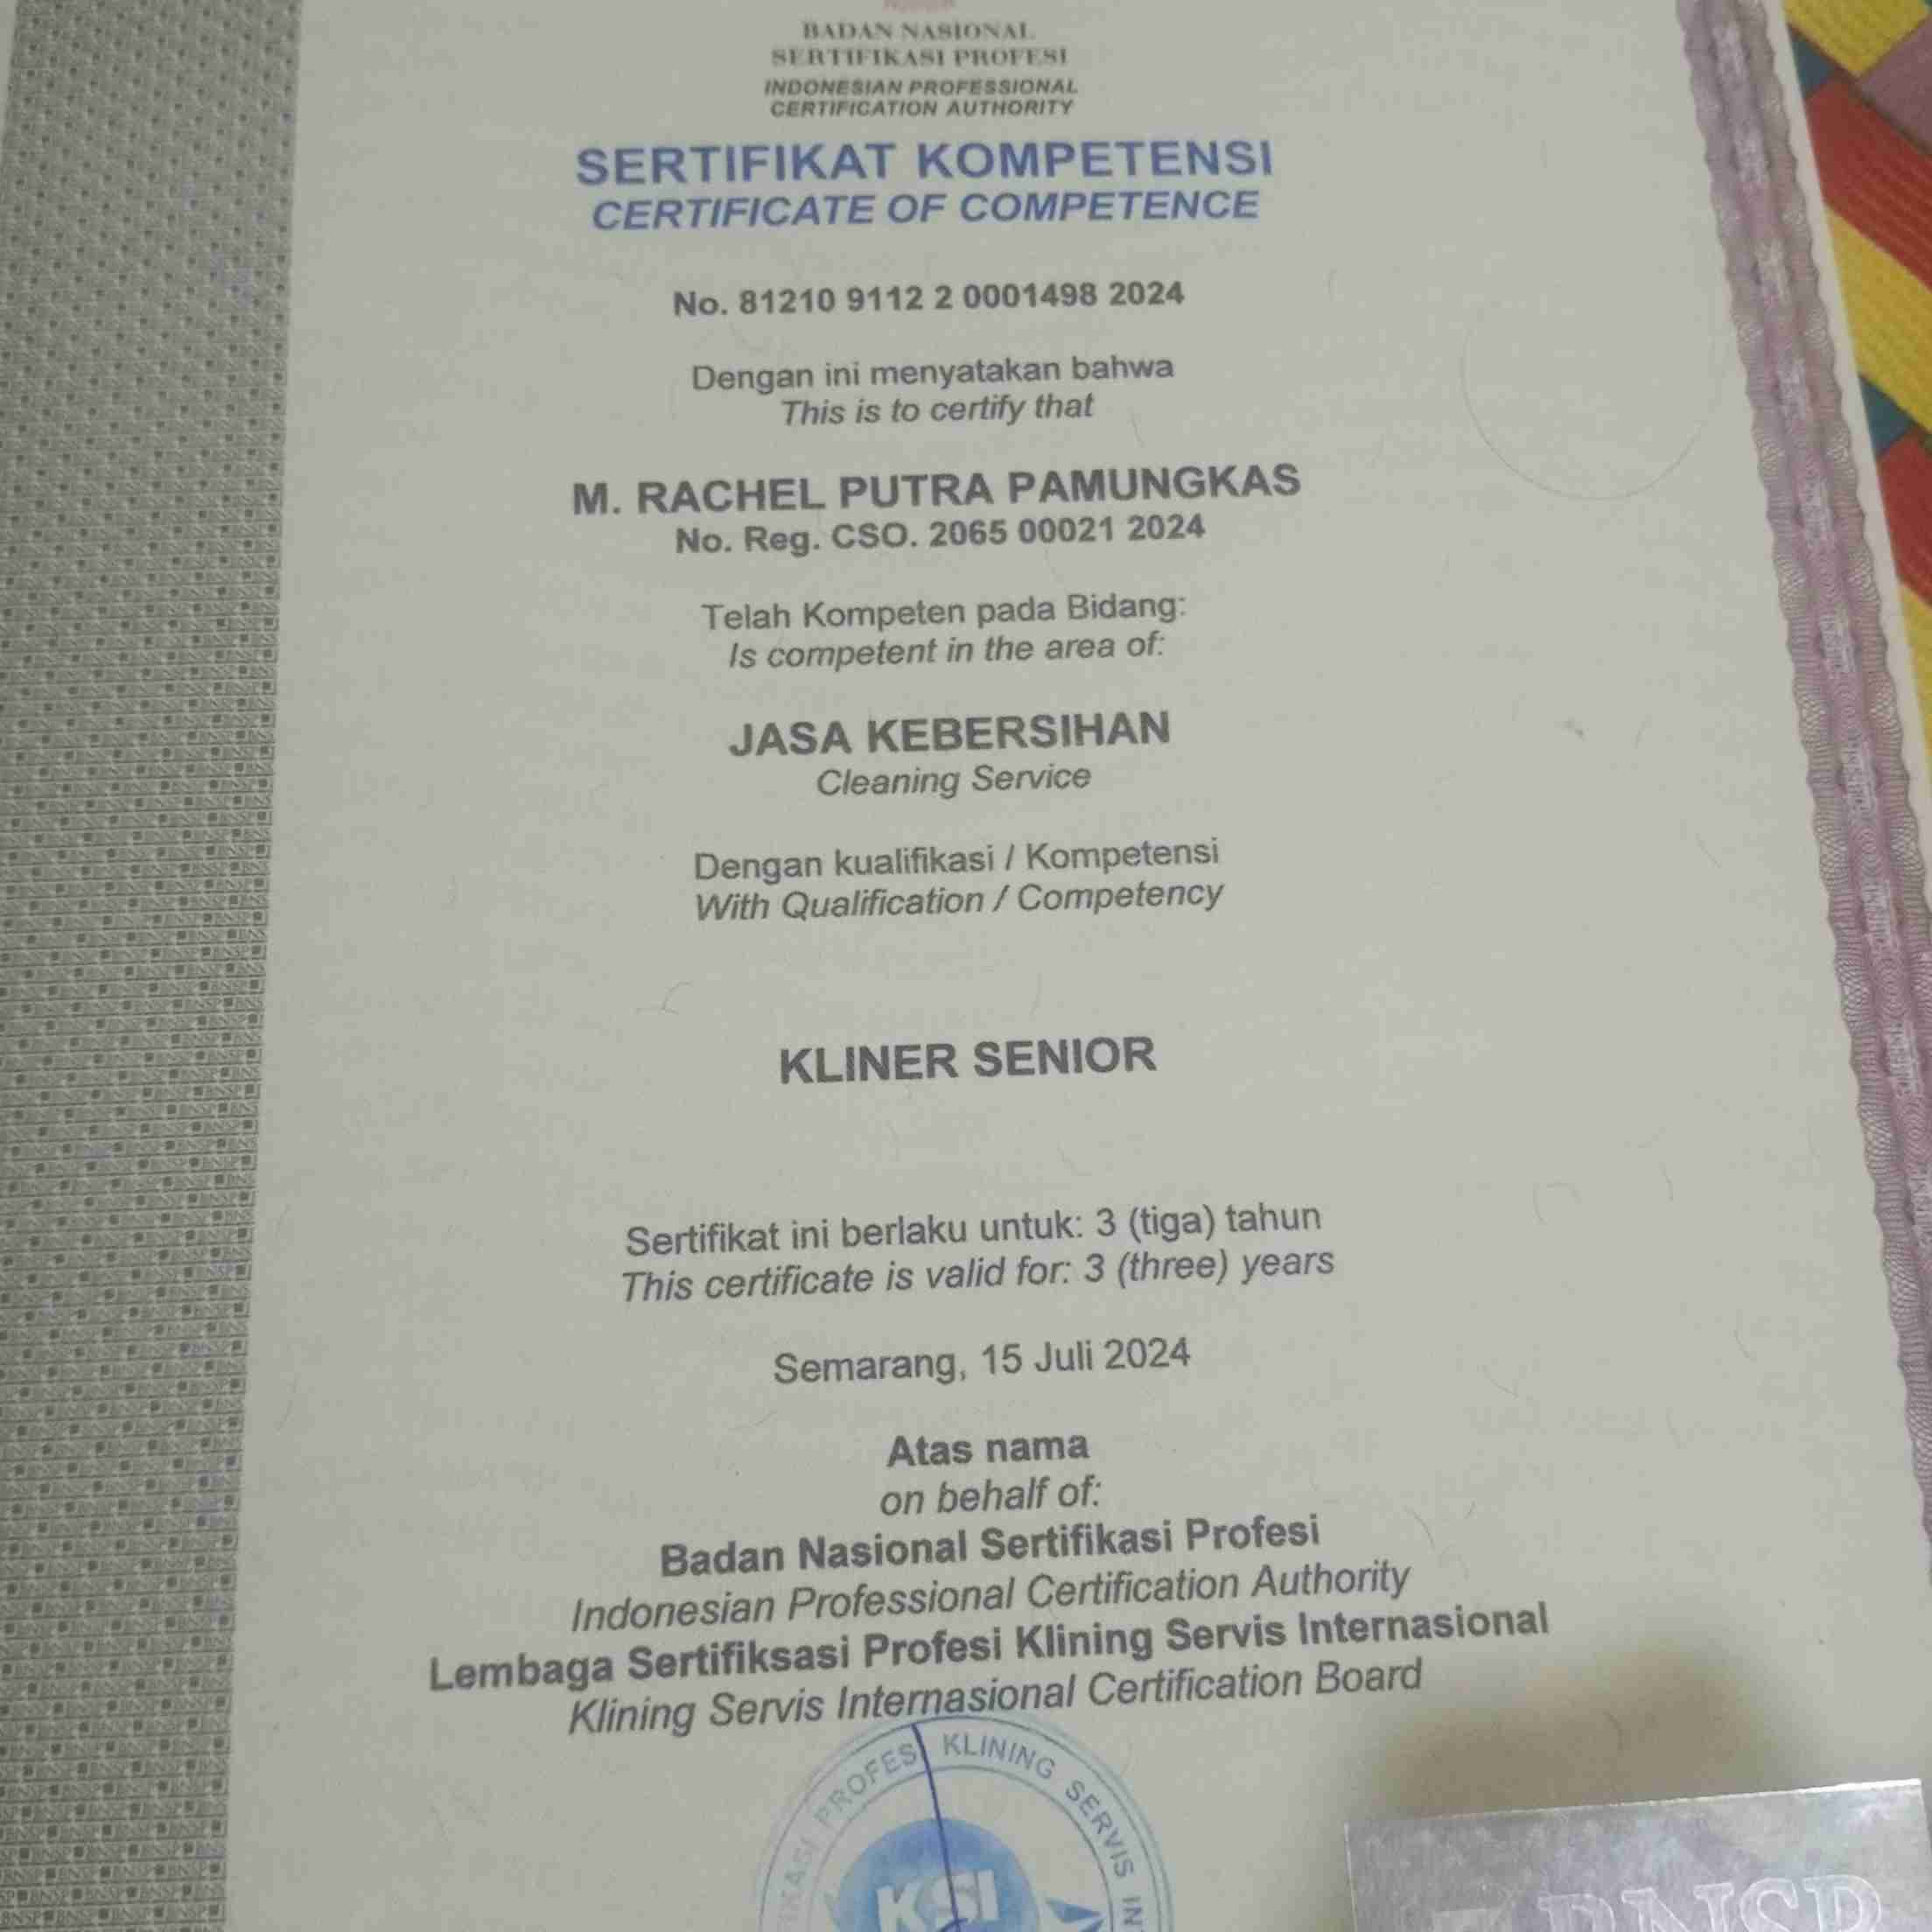 BADAN NASIONAL
SERTIFIKASI PROFESI
INDONESIAN PROFESSIONAL
CERTIFICATION AUTHORITY
SERTIFIKAT KOMPETENSI
CERTIFICATE OF COMPETENCE
No. 81210 9112 2 0001498 2024
Dengan ini menyatakan bahwa
This is to certify that
M. RACHEL PUTRA PAMUNGKAS
No. Reg. CSO. 2065 00021 2024
Telah Kompeten pada Bidang:
Is competent in the area of:
JASA KEBERSIHAN
Cleaning Service
Dengan kualifikasi / Kompetensi
With Qualification / Competency
KLINER SENIOR
Sertifikat ini berlaku untuk: 3 (tiga) tahun
This certificate is valid for: 3 (three) years
Semarang, 15 Juli 2024
Atas nama
on behalf of:
Badan Nasional Sertifikasi Profesi
Indonesian Professional Certification Authority
Lembaga Sertifiksasi Profesi Klining Servis Internasional
Klining Servis Internasional Certification Board
PROFESI KLINING SERVIS
KSI
BNSP